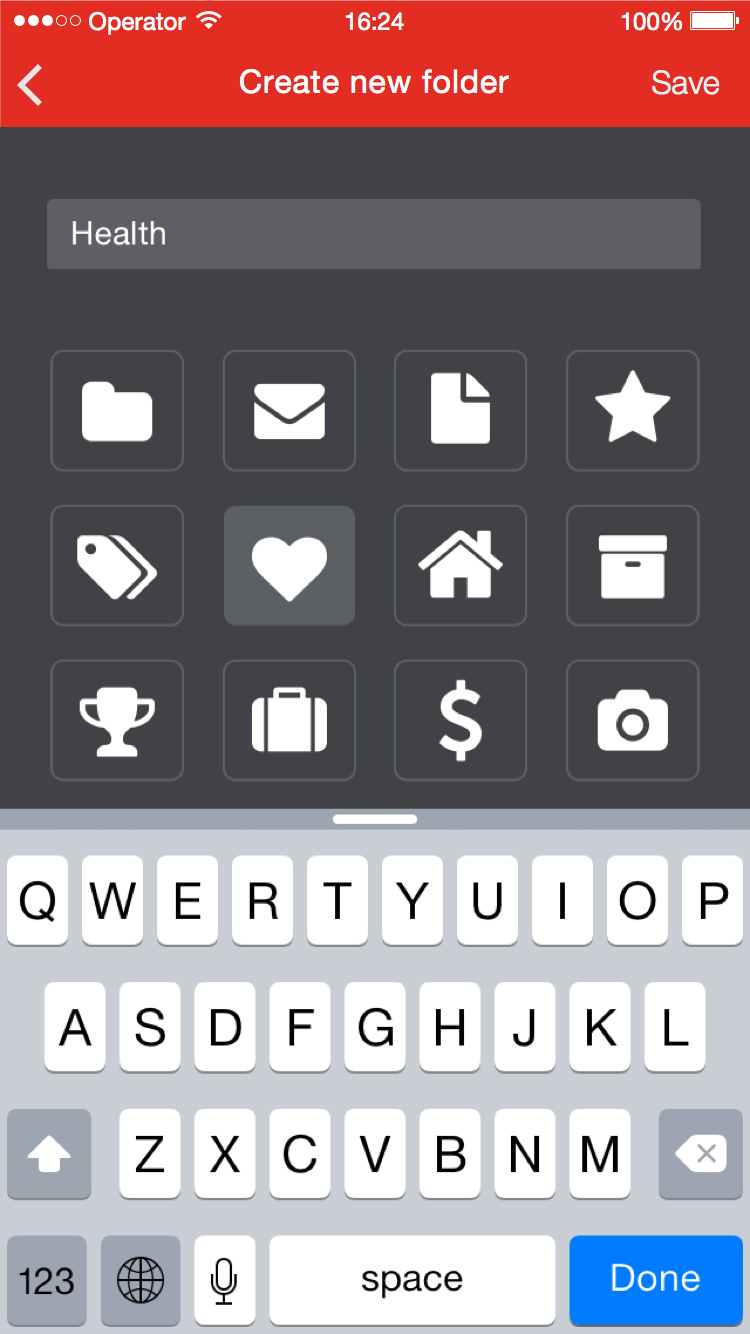 Operator 16:24 100%
Create new folder Save
Health
Q W E R T Y U I O P
A S D F G H J K L
Z X C V B N M
123 space Done